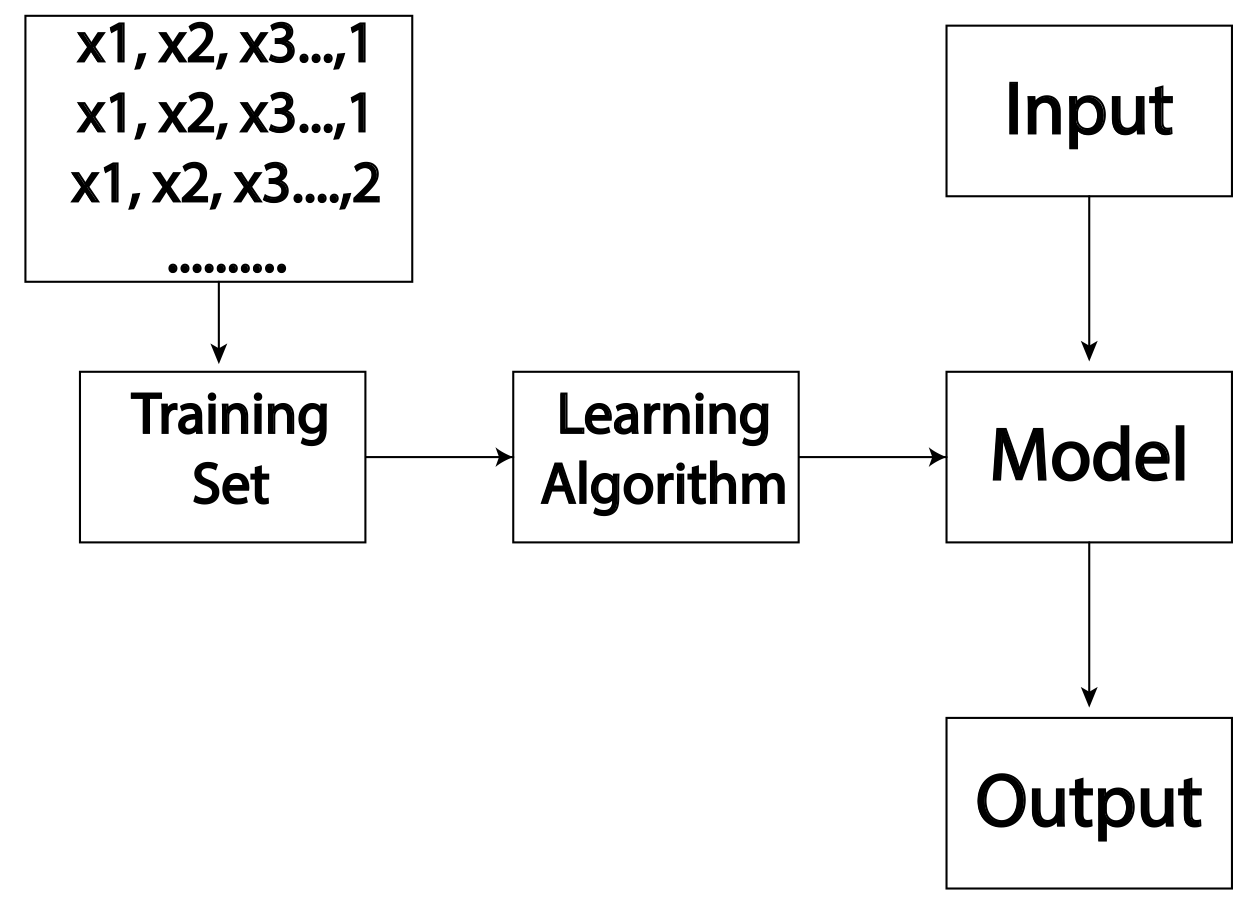 x1, x2, x3...,1
x1, x2, x3...,1
x1, x2, x3....,2
..........
Training
Set
Learning
Algorithm
Input
Model
Output